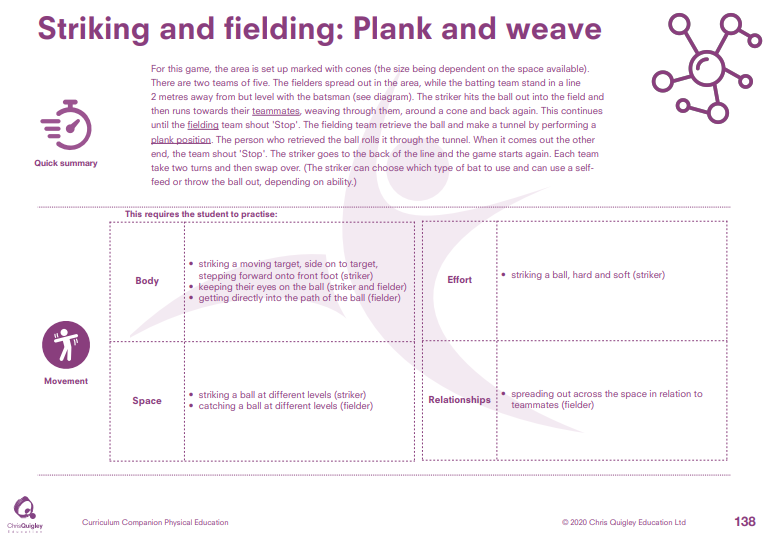 Striking and fielding: Plank and weave
For this game, the area is set up marked with cones (the size being dependent on the space available).
There are two teams of five. The fielders spread out in the area, while the batting team stand in a line
2 metres away from but level with the batsman (see diagram). The striker hits the ball out into the field and
then runs towards their teammates, weaving through them, around a cone and back again. This continues
until the fielding team shout 'Stop'. The fielding team retrieve the ball and make a tunnel by performing a
plank position. The person who retrieved the ball rolls it through the tunnel. When it comes out the other
end, the team shout 'Stop'. The striker goes to the back of the line and the game starts again. Each team
take two turns and then swap over. (The striker can choose which type of bat to use and can use a self-
feed or throw the ball out, depending on ability.)
Quick summary
This requires the student to practise:
Body
• striking a moving target, side on to target,
stepping forward onto front foot (striker)
• keeping their eyes on the ball (striker and fielder)
• getting directly into the path of the ball (fielder)
Effort
• striking a ball, hard and soft (striker)
Movement
Space
• striking a ball at different levels (striker)
• catching a ball at different levels (fielder)
Relationships
• spreading out across the space in relation to
teammates (fielder)
ChrisQuigley
Education
Curriculum Companion Physical Education
© 2020 Chris Quigley Education Ltd
138